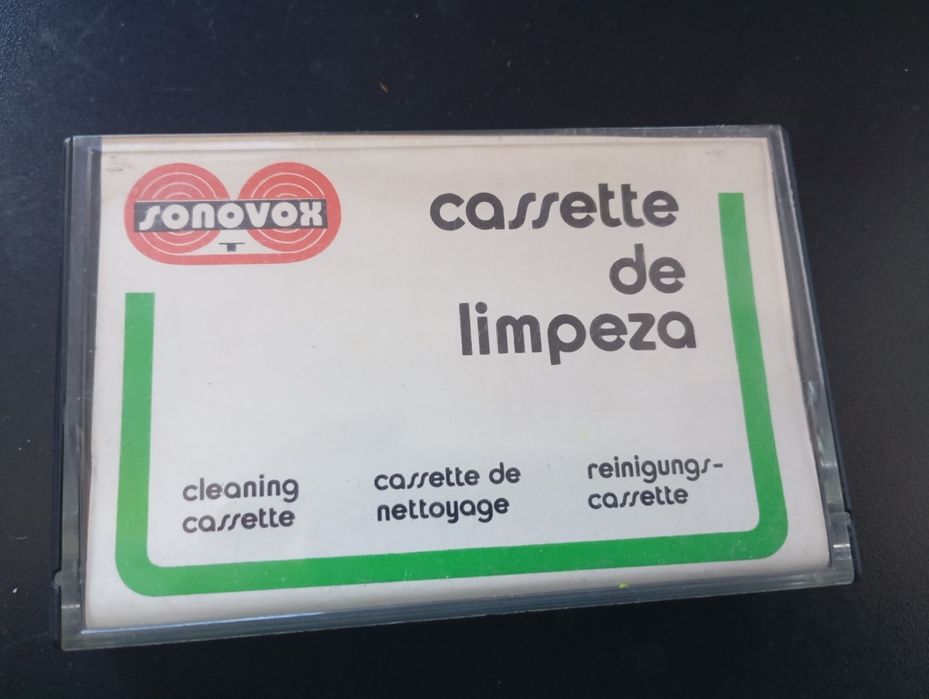 sonovox
cassette
de
limpeza
cleaning
cassette
cassette de
nettoyage
reinigungs-
cassette